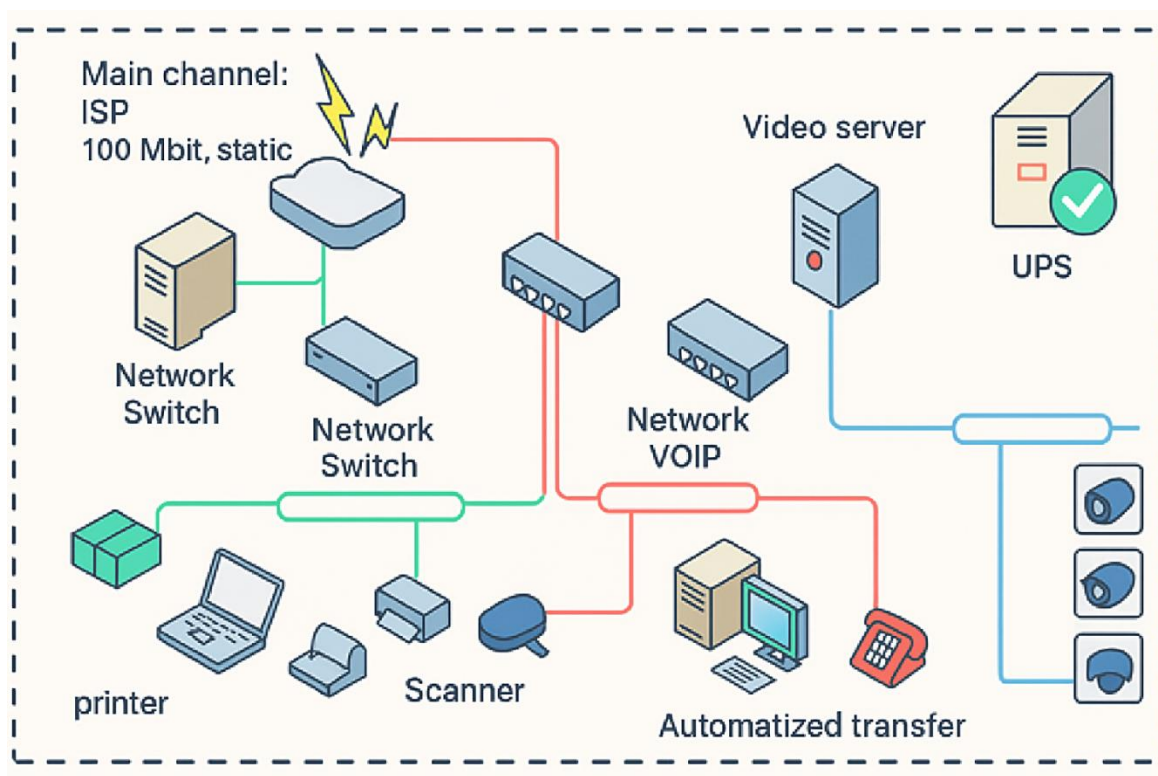 Main channel:
ISP
100 Mbit, static
Video server
UPS
Network
Switch
Network
Switch
Network
VOIP
printer
Scanner
Automatized transfer